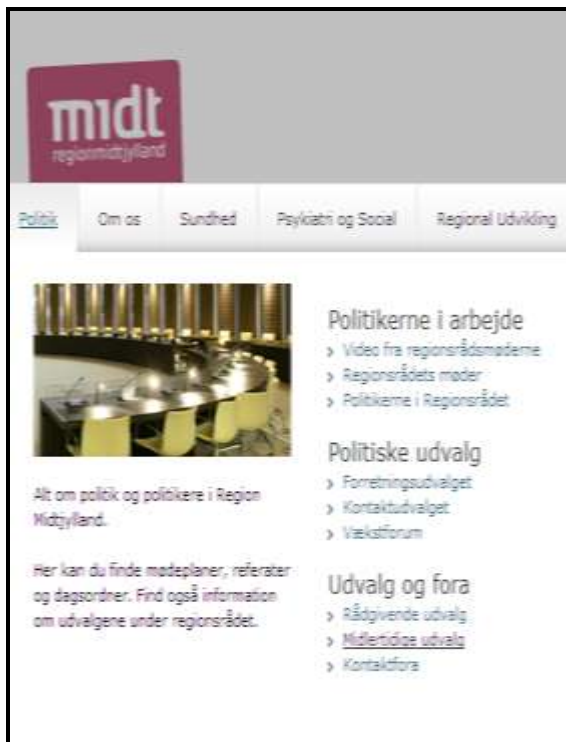 midt
regionmidtjylland
Politik
Om os
Sundhed
Psykiatri og Social
Regional Udvikling
Alt om politik og politikere i Region
Midtjylland.
Her kan du finde mødeplaner, referater
og dagsordner. Find også information
om udvalgene under regionsrådet.
Politikerne i arbejde
› Video fra regionsrådsmøderne
› Regionsrådets møder
› Politikerne i Regionsrådet
Politiske udvalg
› Forretningsudvalget
› Kontaktudvalget
› Vækstforum
Udvalg og fora
› Rådgivende udvalg
› Midlertidige udvalg
› Kontaktfora